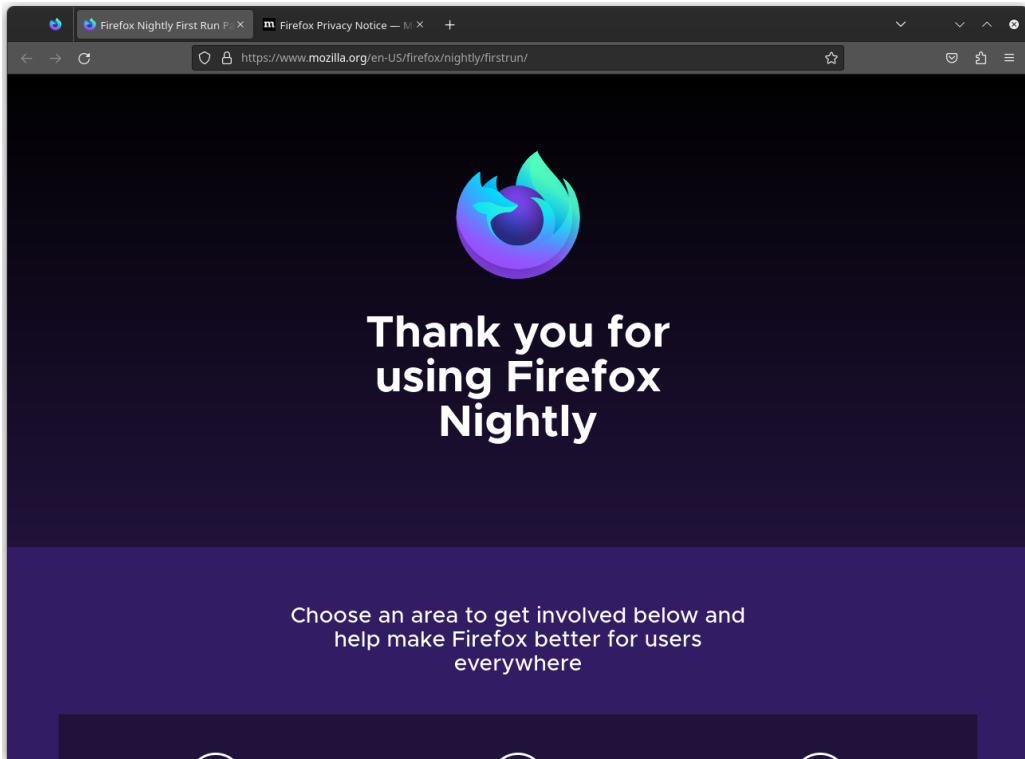 Firefox Nightly First Run Pa
m Firefox Privacy Notice — M
https://www.mozilla.org/en-US/firefox/nightly/firstrun/
Thank you for
using Firefox
Nightly
Choose an area to get involved below and
help make Firefox better for users
everywhere